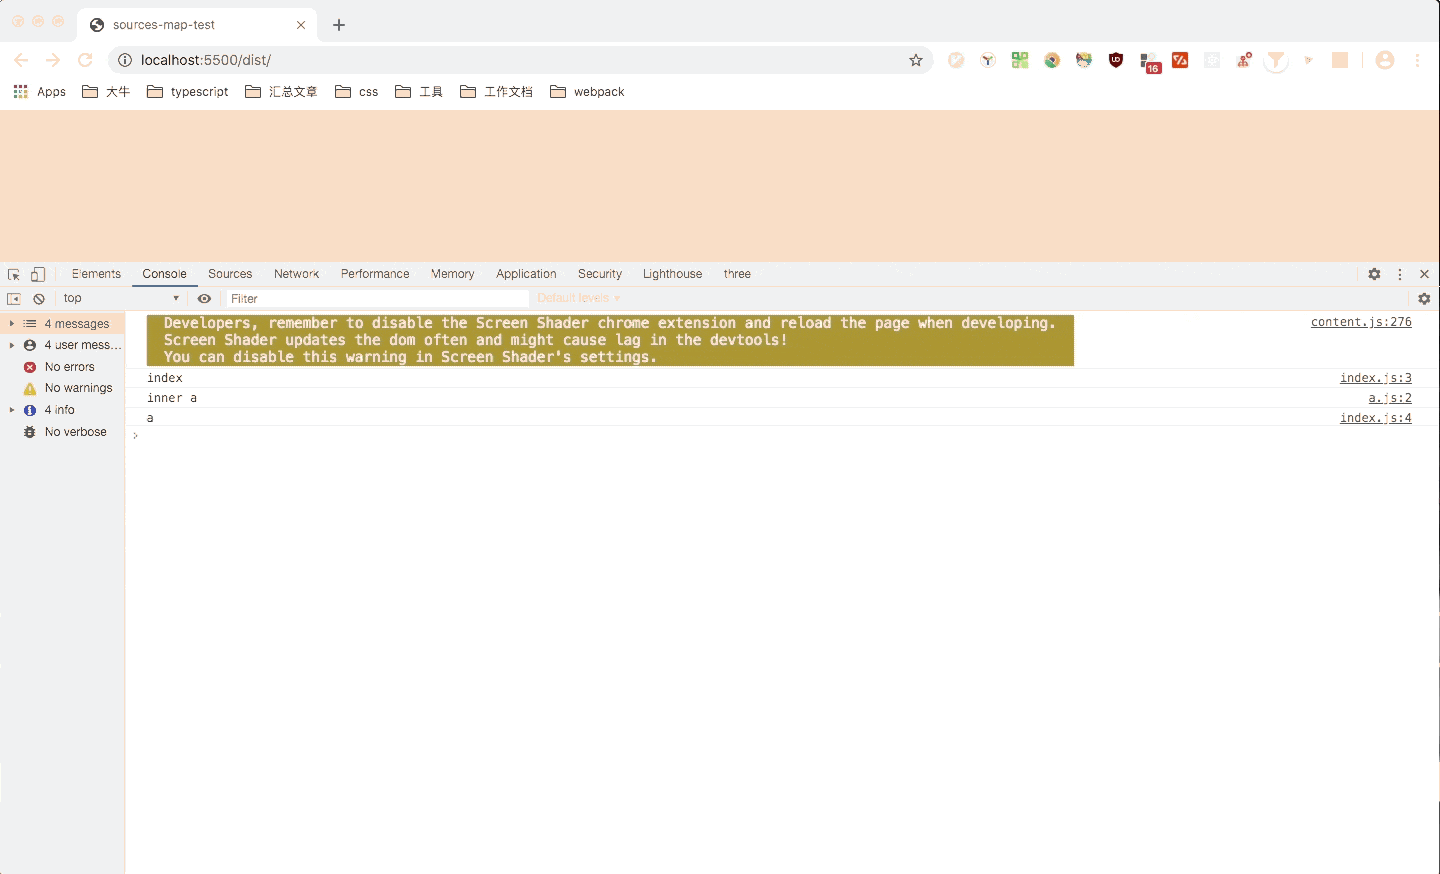 sources-map-test
localhost:5500/dist/
16
Apps 大牛 typescript 汇总文章 css 工具 工作文档 webpack
Elements Console Sources Network Performance Memory Application Security Lighthouse three
top Filter Default levels
4 messages
4 user mess...
No errors
No warnings
4 info
No verbose
Developers, remember to disable the Screen Shader chrome extension and reload the page when developing. content.js:276
Screen Shader updates the dom often and might cause lag in the devtools!
You can disable this warning in Screen Shader's settings.
index index.js:3
inner a a.js:2
a index.js:4